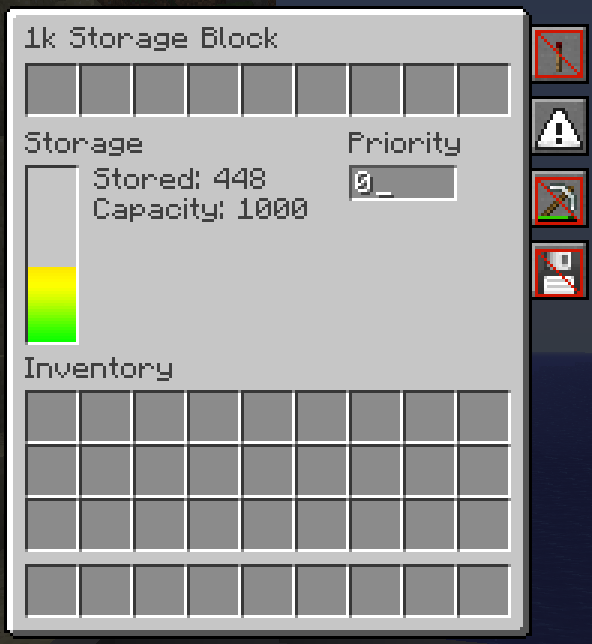 1k Storage Block
Storage
Priority
Stored: 448
Capacity: 1000
0_
Inventory